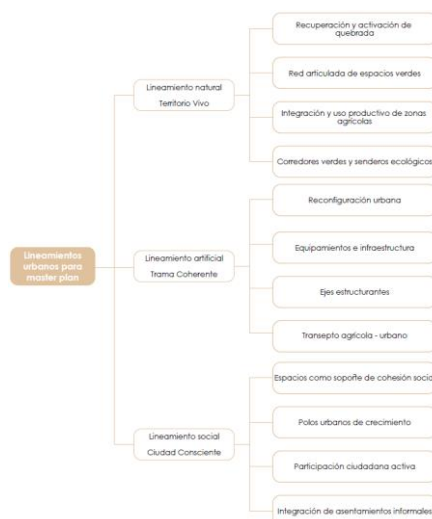 Lineamientos
urbanos para
master plan
Lineamiento natural
Territorio Vivo
Recuperación y activación de
quebrada
Red articulada de espacios verdes
Integración y uso productivo de zonas
agrícolas
Corredores verdes y senderos ecológicos
Lineamiento artificial
Trama Coherente
Reconfiguración urbana
Equipamientos e infraestructura
Ejes estructurantes
Transepto agrícola - urbano
Lineamiento social
Ciudad Consciente
Espacios como soporte de cohesión social
Polos urbanos de crecimiento
Participación ciudadana activa
Integración de asentamientos informales